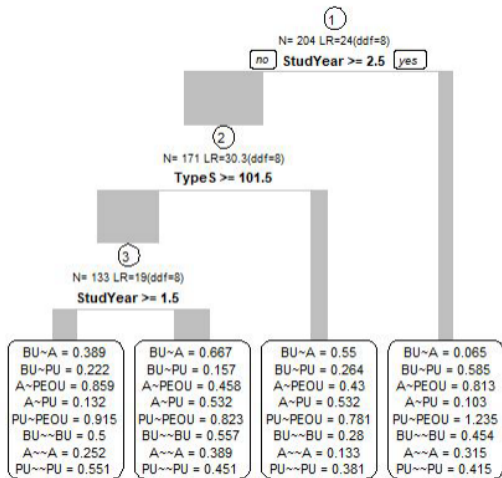 1
N= 204 LR=24(ddf=8)
no StudYear >= 2.5 yes
2
N= 171 LR=30.3(ddf=8)
TypeS >= 101.5
3
N= 133 LR=19(ddf=8)
StudYear >= 1.5
BU~A = 0.389
BU~PU = 0.222
A~PEOU = 0.859
A~PU = 0.132
PU~PEOU = 0.915
BU~~BU = 0.5
A~~A = 0.252
PU~~PU = 0.551
BU~A = 0.667
BU~PU = 0.157
A~PEOU = 0.458
A~PU = 0.532
PU~PEOU = 0.823
BU~~BU = 0.557
A~~A = 0.389
PU~~PU = 0.451
BU~A = 0.55
BU~PU = 0.264
A~PEOU = 0.43
A~PU = 0.532
PU~PEOU = 0.781
BU~~BU = 0.28
A~~A = 0.133
PU~~PU = 0.381
BU~A = 0.065
BU~PU = 0.585
A~PEOU = 0.813
A~PU = 0.103
PU~PEOU = 1.235
BU~~BU = 0.454
A~~A = 0.315
PU~~PU = 0.415